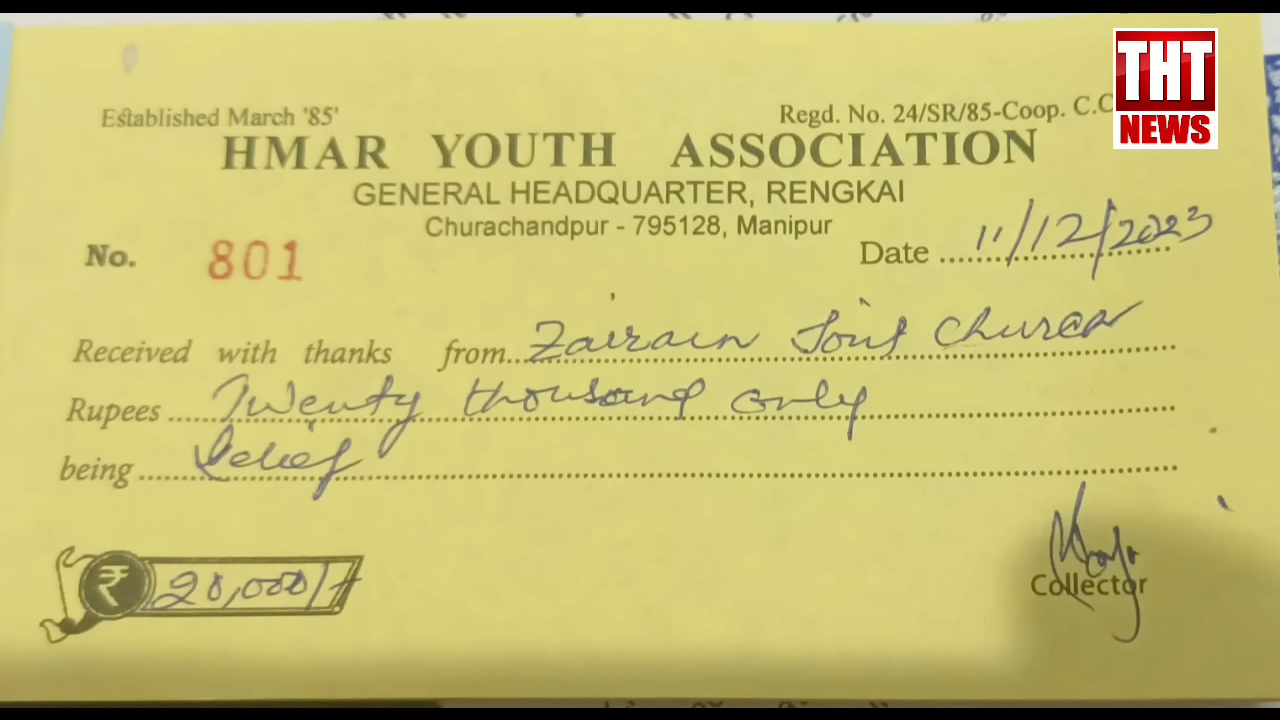 THT
NEWS
Established March '85'
Regd. No. 24/SR/85-Coop. C.C
HMAR YOUTH ASSOCIATION
GENERAL HEADQUARTER, RENGKAI
Churachandpur - 795128, Manipur
No. 801
Date 11/12/2023
Received with thanks from Zairain Joint Church
Rupees Twenty thousand only
being Relief
₹ 20,000/-
Collector